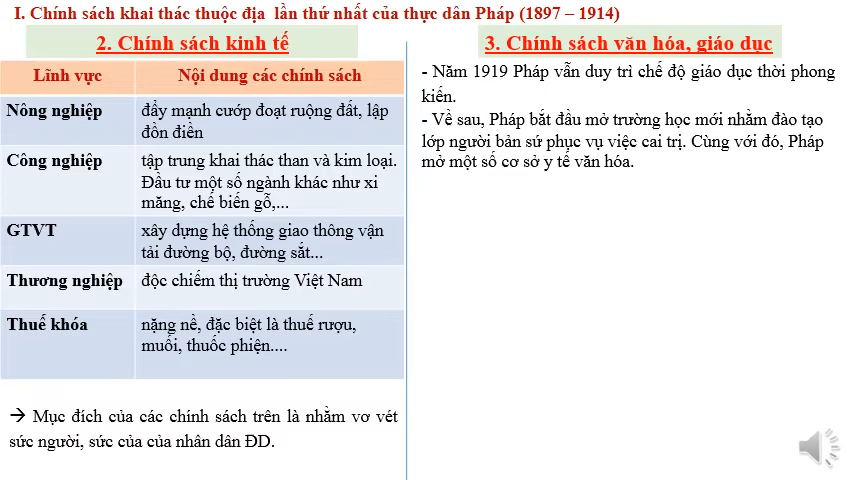 I. Chính sách khai thác thuộc địa lần thứ nhất của thực dân Pháp (1897 – 1914)
2. Chính sách kinh tế
Lĩnh vực Nội dung các chính sách
Nông nghiệp đẩy mạnh cướp đoạt ruộng đất, lập
đồn điền
Công nghiệp tập trung khai thác than và kim loại.
Đầu tư một số ngành khác như xi
măng, chế biến gỗ,...
GTVT xây dựng hệ thống giao thông vận
tải đường bộ, đường sắt...
Thương nghiệp độc chiếm thị trường Việt Nam
Thuế khóa nặng nề, đặc biệt là thuế rượu,
muối, thuốc phiện....
→ Mục đích của các chính sách trên là nhằm vơ vét
sức người, sức của của nhân dân ĐD.
3. Chính sách văn hóa, giáo dục
- Năm 1919 Pháp vẫn duy trì chế độ giáo dục thời phong
kiến.
- Về sau, Pháp bắt đầu mở trường học mới nhằm đào tạo
lớp người bản sứ phục vụ việc cai trị. Cùng với đó, Pháp
mở một số cơ sở y tế văn hóa.